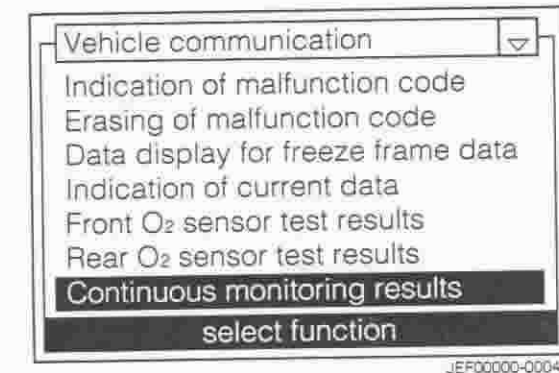 Vehicle communication
Indication of malfunction code
Erasing of malfunction code
Data display for freeze frame data
Indication of current data
Front O₂ sensor test results
Rear O₂ sensor test results
Continuous monitoring results
select function
JEF00000-0004